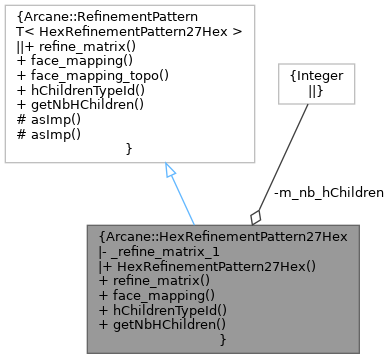 {Arcane::RefinementPattern
T< HexRefinementPattern27Hex >
||+ refine_matrix()
+ face_mapping()
+ face_mapping_topo()
+ hChildrenTypeId()
+ getNbHChildren()
# asImp()
# asImp()
}
{Integer
||}
-m_nb_hChildren
{Arcane::HexRefinementPattern27Hex
|- _refine_matrix_1
|+ HexRefinementPattern27Hex()
+ refine_matrix()
+ face_mapping()
+ hChildrenTypeId()
+ getNbHChildren()
}